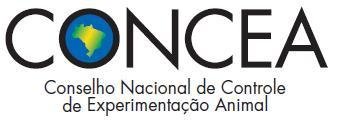 CONCEA
Conselho Nacional de Controle
de Experimentação Animal